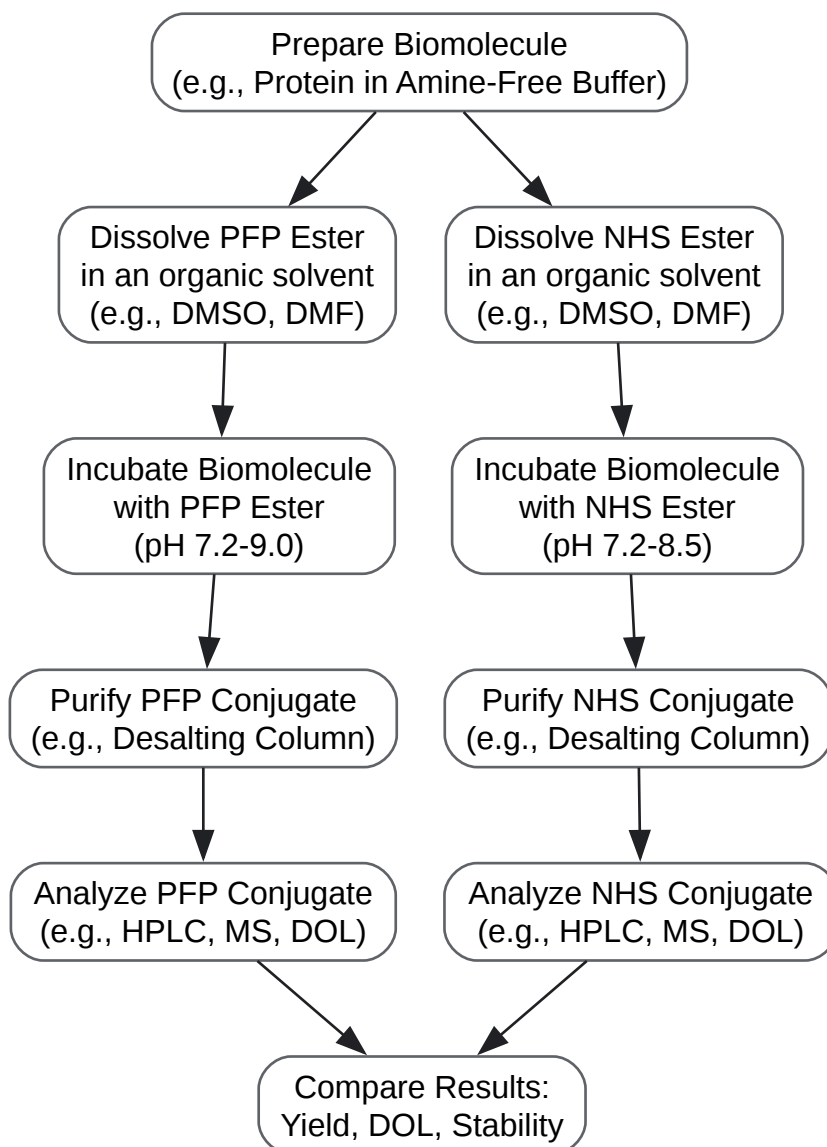 Prepare Biomolecule
(e.g., Protein in Amine-Free Buffer)
Dissolve PFP Ester
in an organic solvent
(e.g., DMSO, DMF)
Dissolve NHS Ester
in an organic solvent
(e.g., DMSO, DMF)
Incubate Biomolecule
with PFP Ester
(pH 7.2-9.0)
Incubate Biomolecule
with NHS Ester
(pH 7.2-8.5)
Purify PFP Conjugate
(e.g., Desalting Column)
Purify NHS Conjugate
(e.g., Desalting Column)
Analyze PFP Conjugate
(e.g., HPLC, MS, DOL)
Analyze NHS Conjugate
(e.g., HPLC, MS, DOL)
Compare Results:
Yield, DOL, Stability